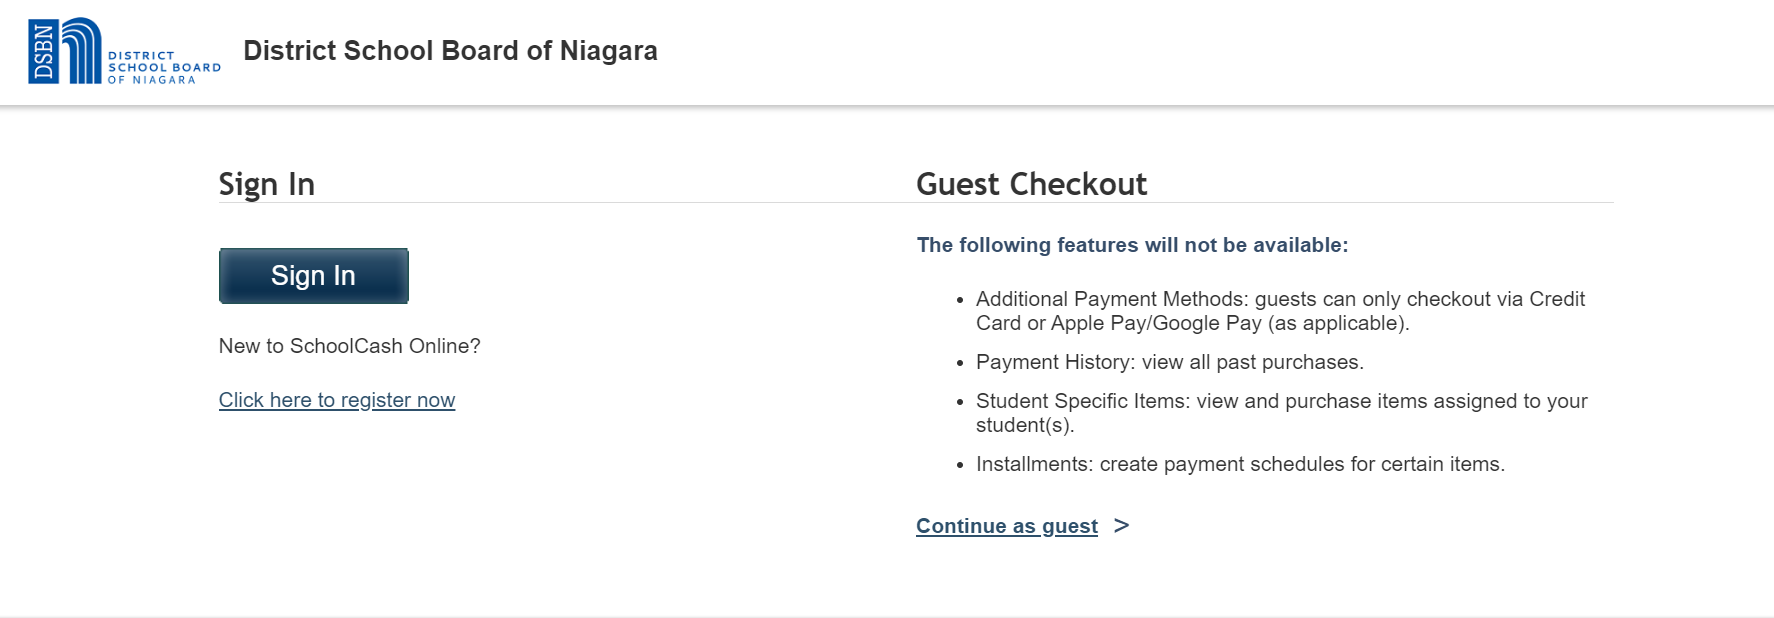 DSBN
DISTRICT
SCHOOL BOARD
OF NIAGARA
District School Board of Niagara
Sign In
Sign In
New to SchoolCash Online?
Click here to register now
Guest Checkout
The following features will not be available:
• Additional Payment Methods: guests can only checkout via Credit
Card or Apple Pay/Google Pay (as applicable).
• Payment History: view all past purchases.
• Student Specific Items: view and purchase items assigned to your
student(s).
• Installments: create payment schedules for certain items.
Continue as guest >